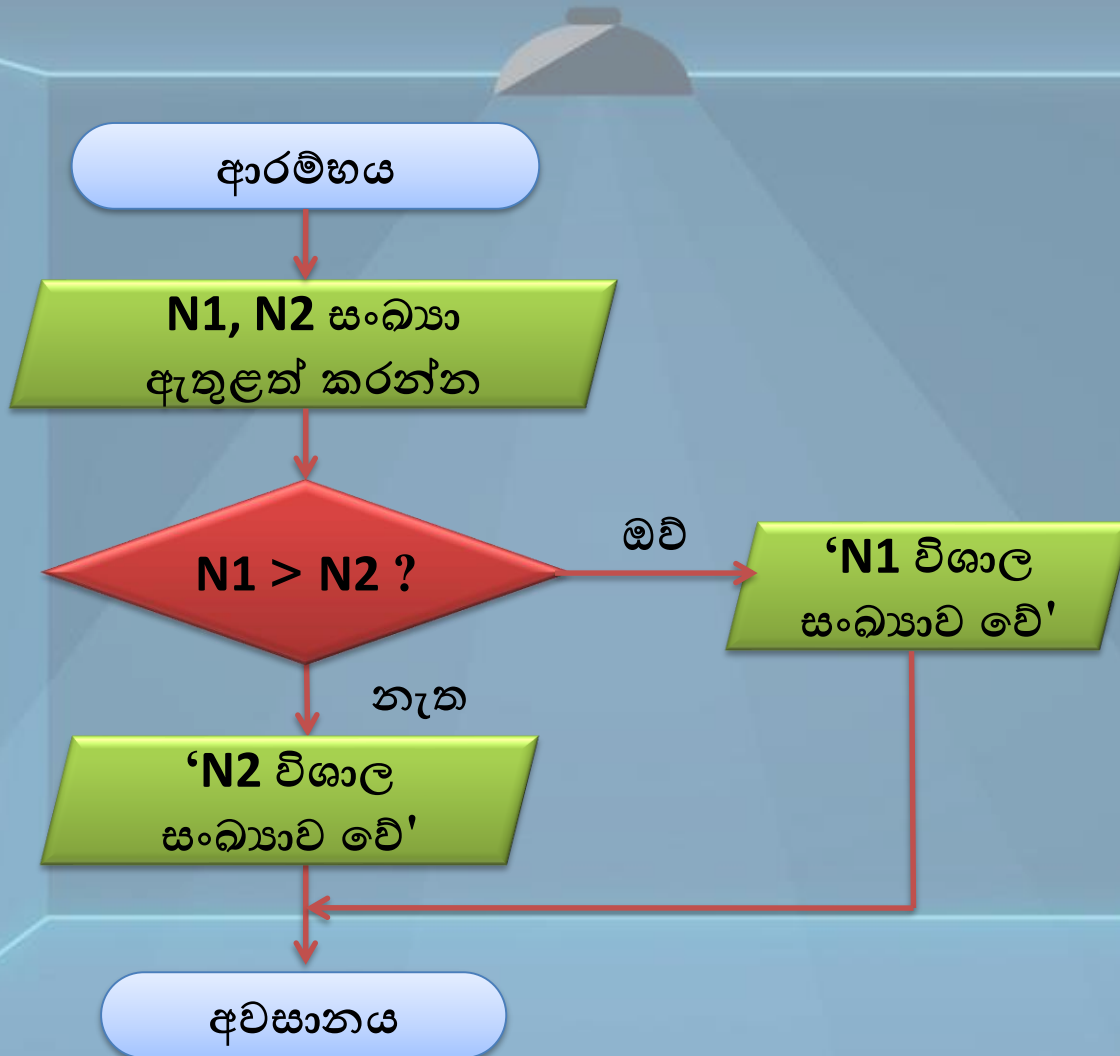 ආරම්භය
N1, N2 සංඛ්‍යා
ඇතුළත් කරන්න
N1 > N2 ?
ඔව්
‘N1 විශාල
සංඛ්‍යාව වේ'
නැත
‘N2 විශාල
සංඛ්‍යාව වේ'
අවසානය